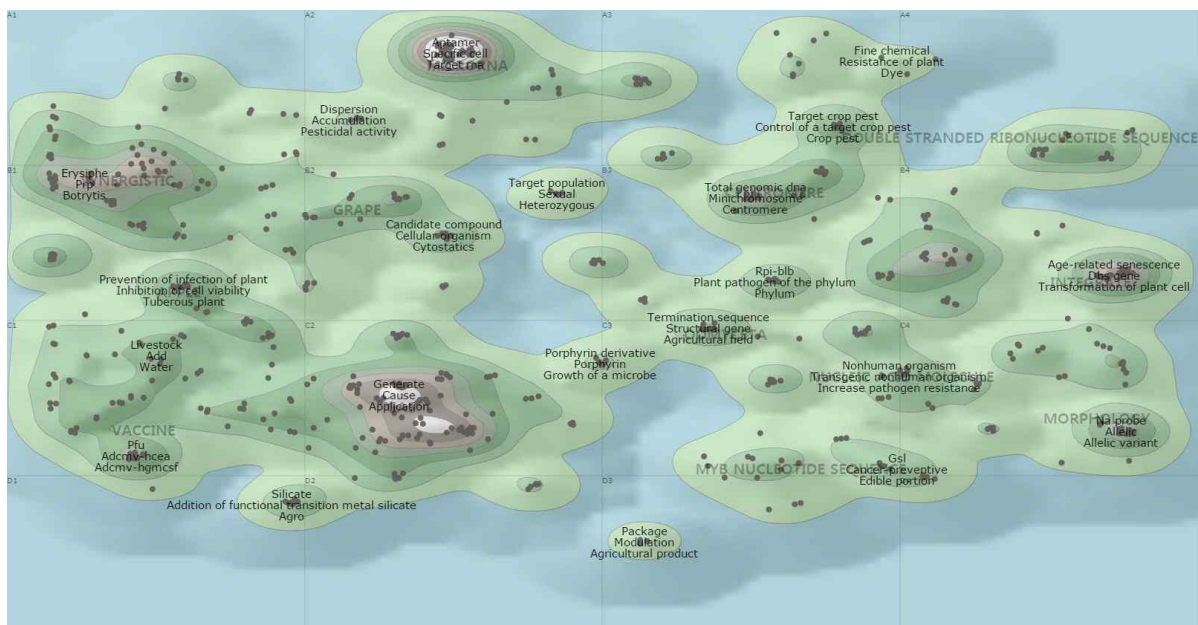 A1
A2
A3
A4
Aptamer
Specific cell
Target rna
RNA
Fine chemical
Resistance of plant
Dye
Dispersion
Accumulation
Pesticidal activity
Target crop pest
Control of a target crop pest
Crop pest
DOUBLE STRANDED RIBONUCLEOTIDE SEQUENCE
B1
B2
B3
B4
Erysiphe
Prp
Botrytis
SYNERGISTIC
Target population
Sexual
Heterozygous
Total genomic dna
Minichromosome
Centromere
GRAPE
Candidate compound
Cellular organism
Cytostatics
Prevention of infection of plant
Inhibition of cell viability
Tuberous plant
Rpi-blb
Plant pathogen of the phylum
Phylum
Age-related senescence
Dhs gene
Transformation of plant cell
C1
C2
C3
C4
Termination sequence
Structural gene
Agricultural field
Livestock
Add
Water
Porphyrin derivative
Porphyrin
Growth of a microbe
Nonhuman organism
Transgenic nonhuman organism
Increase pathogen resistance
Generate
Cause
Application
VACCINE
MORPHOLOGY
Na probe
Allelic
Allelic variant
Pfu
Adcmv-hcea
Adcmv-hgmcsf
MYB NUCLEOTIDE SEQUENCE
Gsl
Cancer-preventive
Edible portion
D1
D2
D3
D4
Silicate
Addition of functional transition metal silicate
Agro
Package
Modulation
Agricultural product